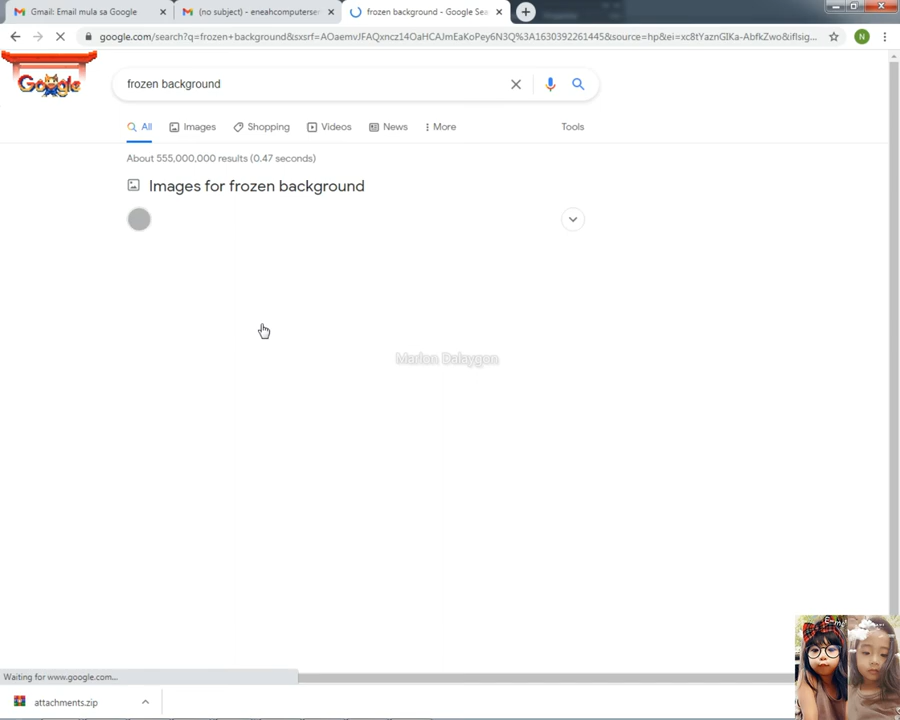 Gmail: Email mula sa Google
(no subject) - eneahcomputerser
frozen background - Google Sea
google.com/search?q=frozen+background&sxsrf=AOaemvJFAQxncz14OaHCAJmEaKoPey6N3Q%3A1630392261445&source=hp&ei=xc8tYaznGIKa-AbfkZwo&iflsig...
N
Google
frozen background
All
Images
Shopping
Videos
News
More
Tools
About 555,000,000 results (0.47 seconds)
Images for frozen background
Marlon Dalaygon
Waiting for www.google.com...
attachments.zip